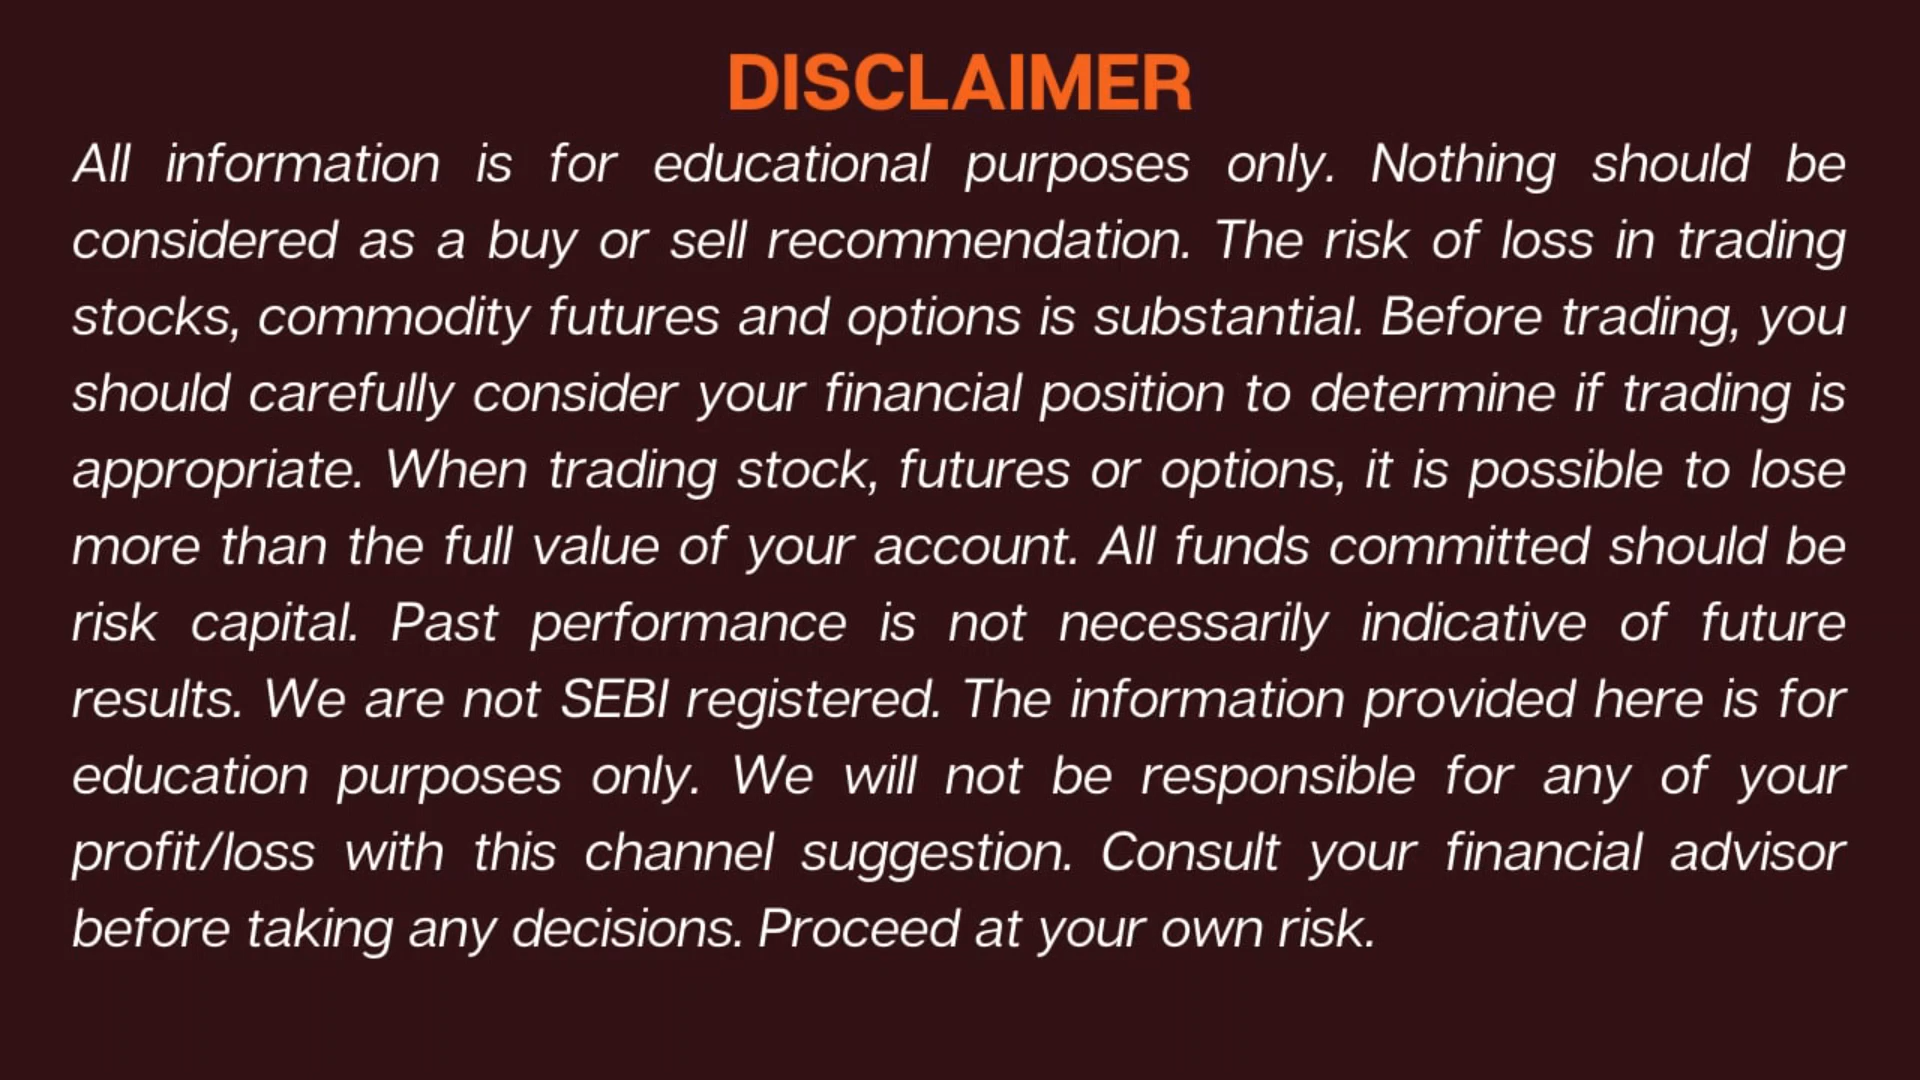 DISCLAIMER
All information is for educational purposes only. Nothing should be
considered as a buy or sell recommendation. The risk of loss in trading
stocks, commodity futures and options is substantial. Before trading, you
should carefully consider your financial position to determine if trading is
appropriate. When trading stock, futures or options, it is possible to lose
more than the full value of your account. All funds committed should be
risk capital. Past performance is not necessarily indicative of future
results. We are not SEBI registered. The information provided here is for
education purposes only. We will not be responsible for any of your
profit/loss with this channel suggestion. Consult your financial advisor
before taking any decisions. Proceed at your own risk.